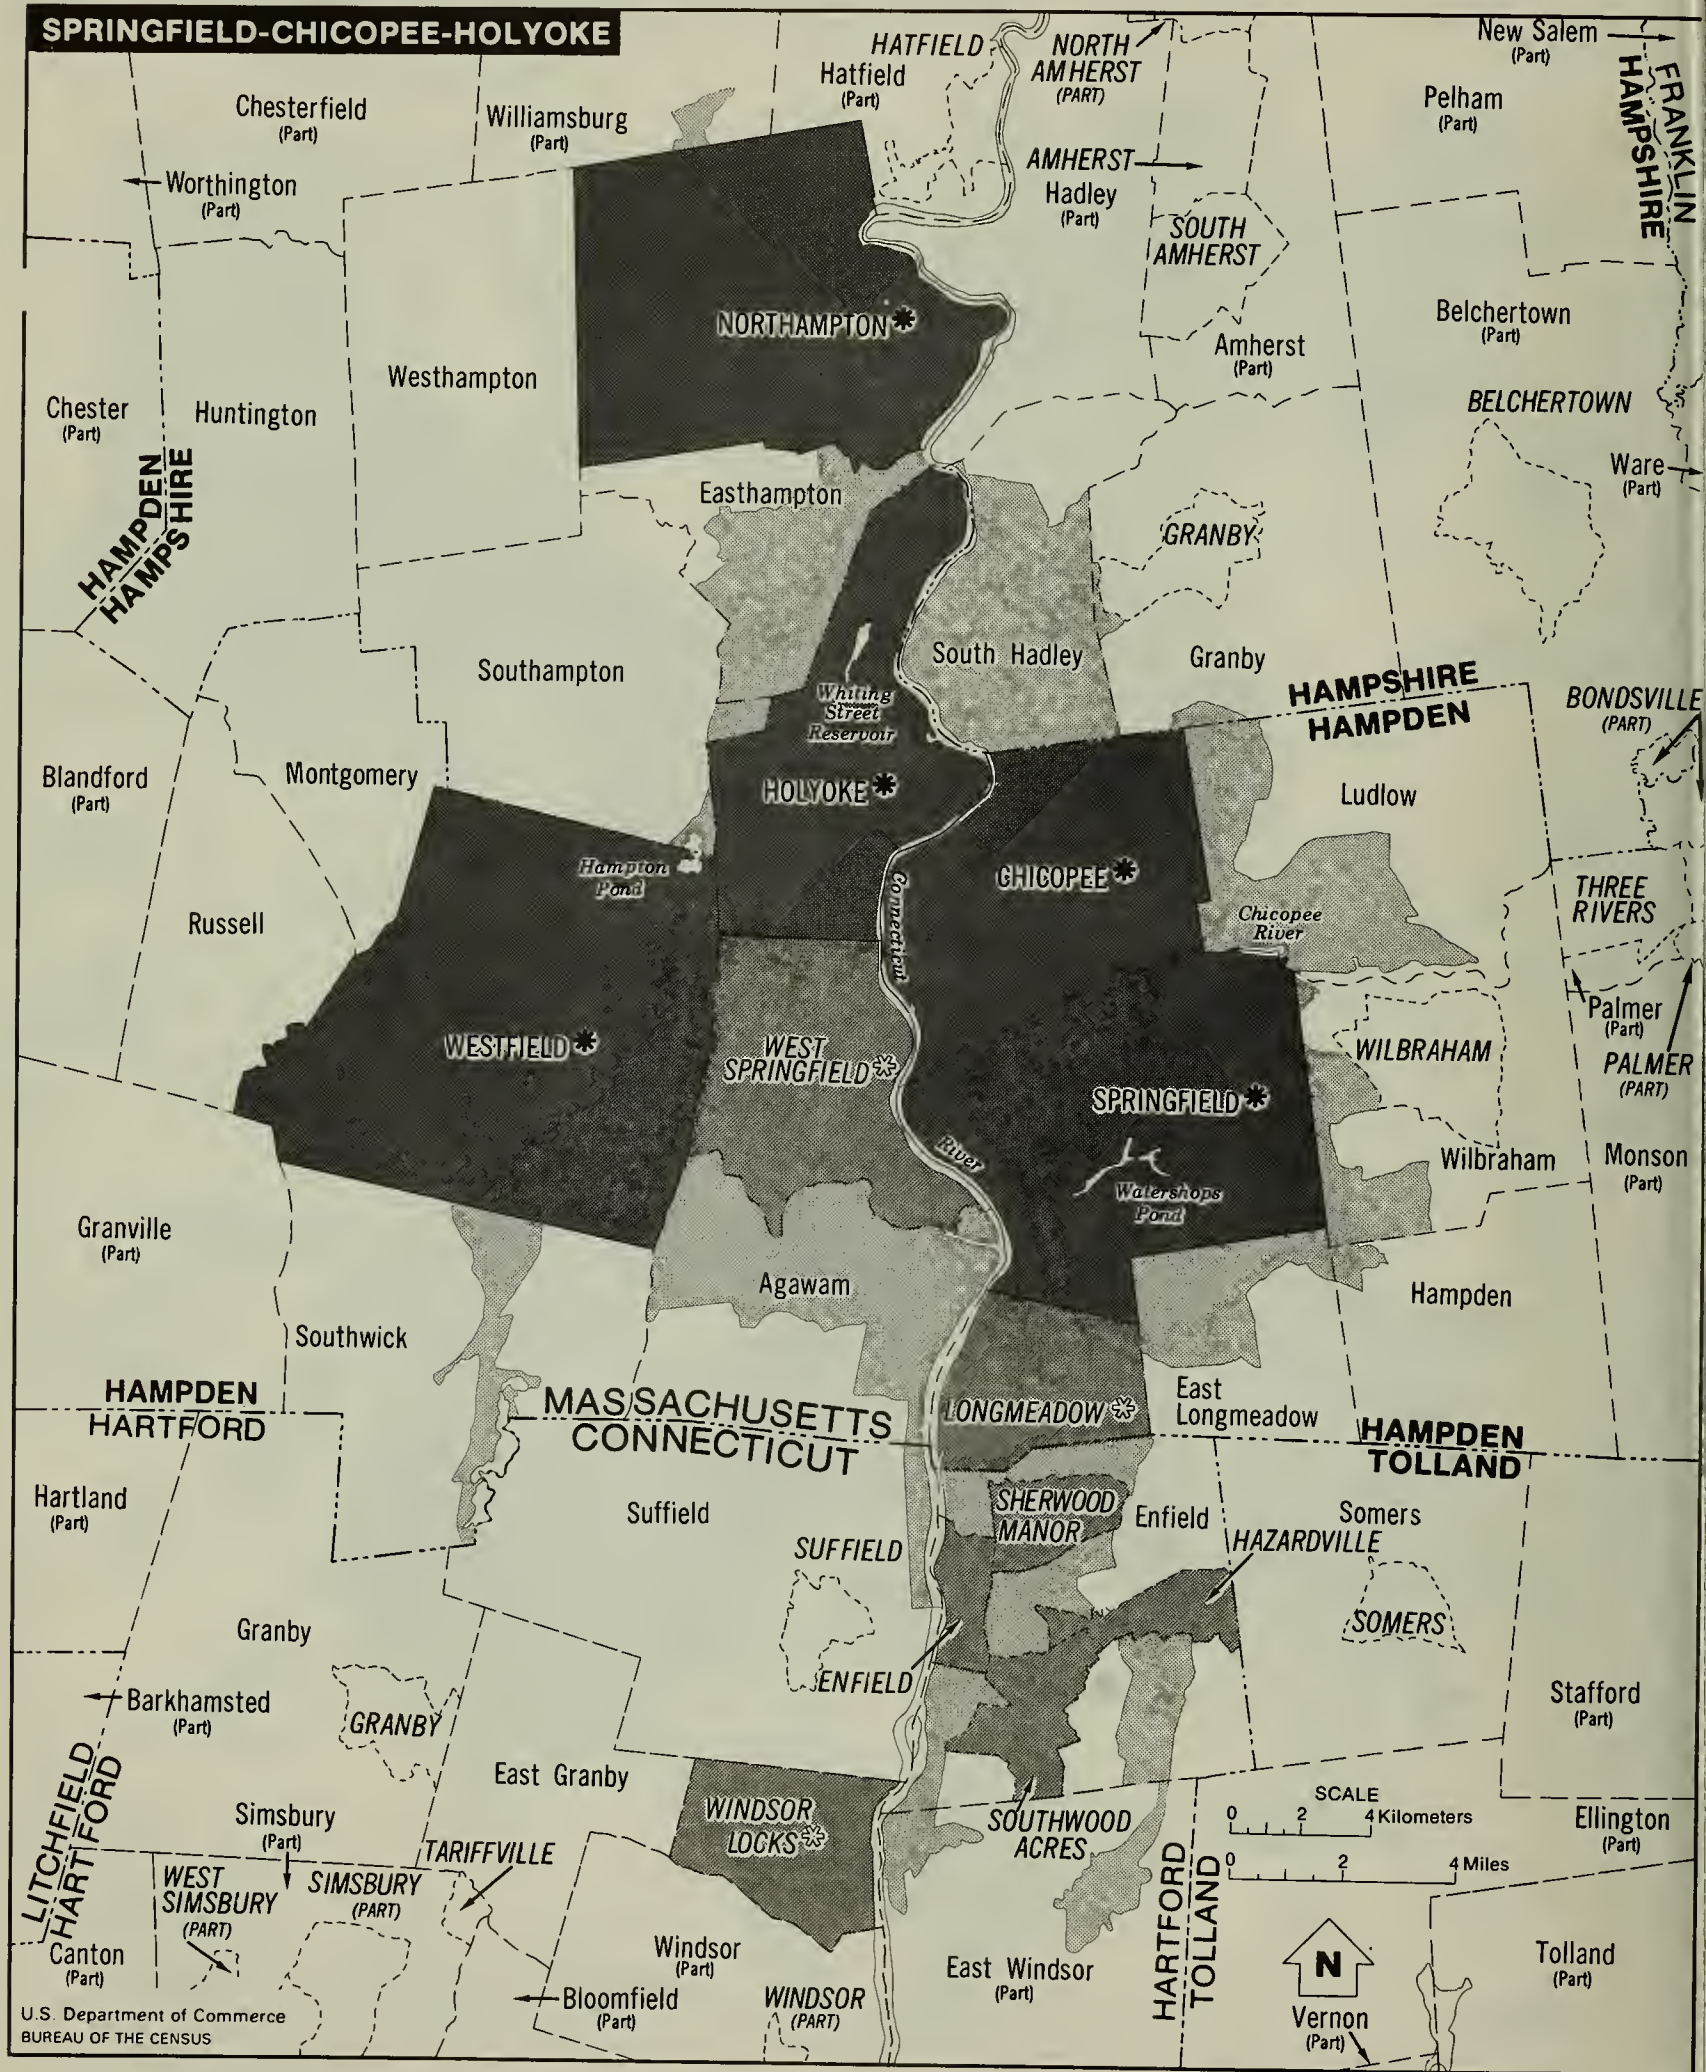 SPRINGFIELD-CHICOPEE-HOLYOKE
New Salem
(Part)
HATFIELD
Hatfield
(Part)
NORTH
AMHERST
(PART)
FRANKLIN
HAMPSHIRE
Chesterfield
(Part)
Williamsburg
(Part)
Pelham
(Part)
Worthington
(Part)
AMHERST
Hadley
(Part)
SOUTH
AMHERST
NORTHAMPTON
Belchertown
(Part)
Amherst
(Part)
Westhampton
Chester
(Part)
Huntington
BELCHERTOWN
Ware
(Part)
HAMPDEN
HAMPSHIRE
Easthampton
GRANBY
Southampton
South Hadley
Granby
HAMPSHIRE
HAMPDEN
BONDSVILLE
(PART)
Whiting
Street
Reservoir
Blandford
(Part)
Montgomery
HOLYOKE
Ludlow
Hampton
Pond
CHICOPEE
THREE
RIVERS
Russell
Chicopee
River
Connecticut
River
Palmer
(Part)
WESTFIELD
WEST
SPRINGFIELD
WILBRAHAM
PALMER
(PART)
SPRINGFIELD
Wilbraham
Monson
(Part)
Watershops
Pond
Granville
(Part)
Agawam
Hampden
Southwick
HAMPDEN
HARTFORD
MASSACHUSETTS
CONNECTICUT
LONGMEADOW
East
Longmeadow
HAMPDEN
TOLLAND
Hartland
(Part)
Suffield
SHERWOOD
MANOR
Enfield
Somers
HAZARDVILLE
SUFFIELD
SOMERS
Granby
ENFIELD
Barkhamsted
(Part)
GRANBY
Stafford
(Part)
LITCHFIELD
HARTFORD
East Granby
WINDSOR
LOCKS
SOUTHWOOD
ACRES
SCALE
0 2 4 Kilometers
0 2 4 Miles
Ellington
(Part)
Simsbury
(Part)
TARIFFVILLE
WEST
SIMSBURY
(PART)
SIMSBURY
(PART)
HARTFORD
TOLLAND
Canton
(Part)
Windsor
(Part)
East Windsor
(Part)
N
Tolland
(Part)
Bloomfield
(Part)
WINDSOR
(PART)
Vernon
(Part)
U.S. Department of Commerce
BUREAU OF THE CENSUS